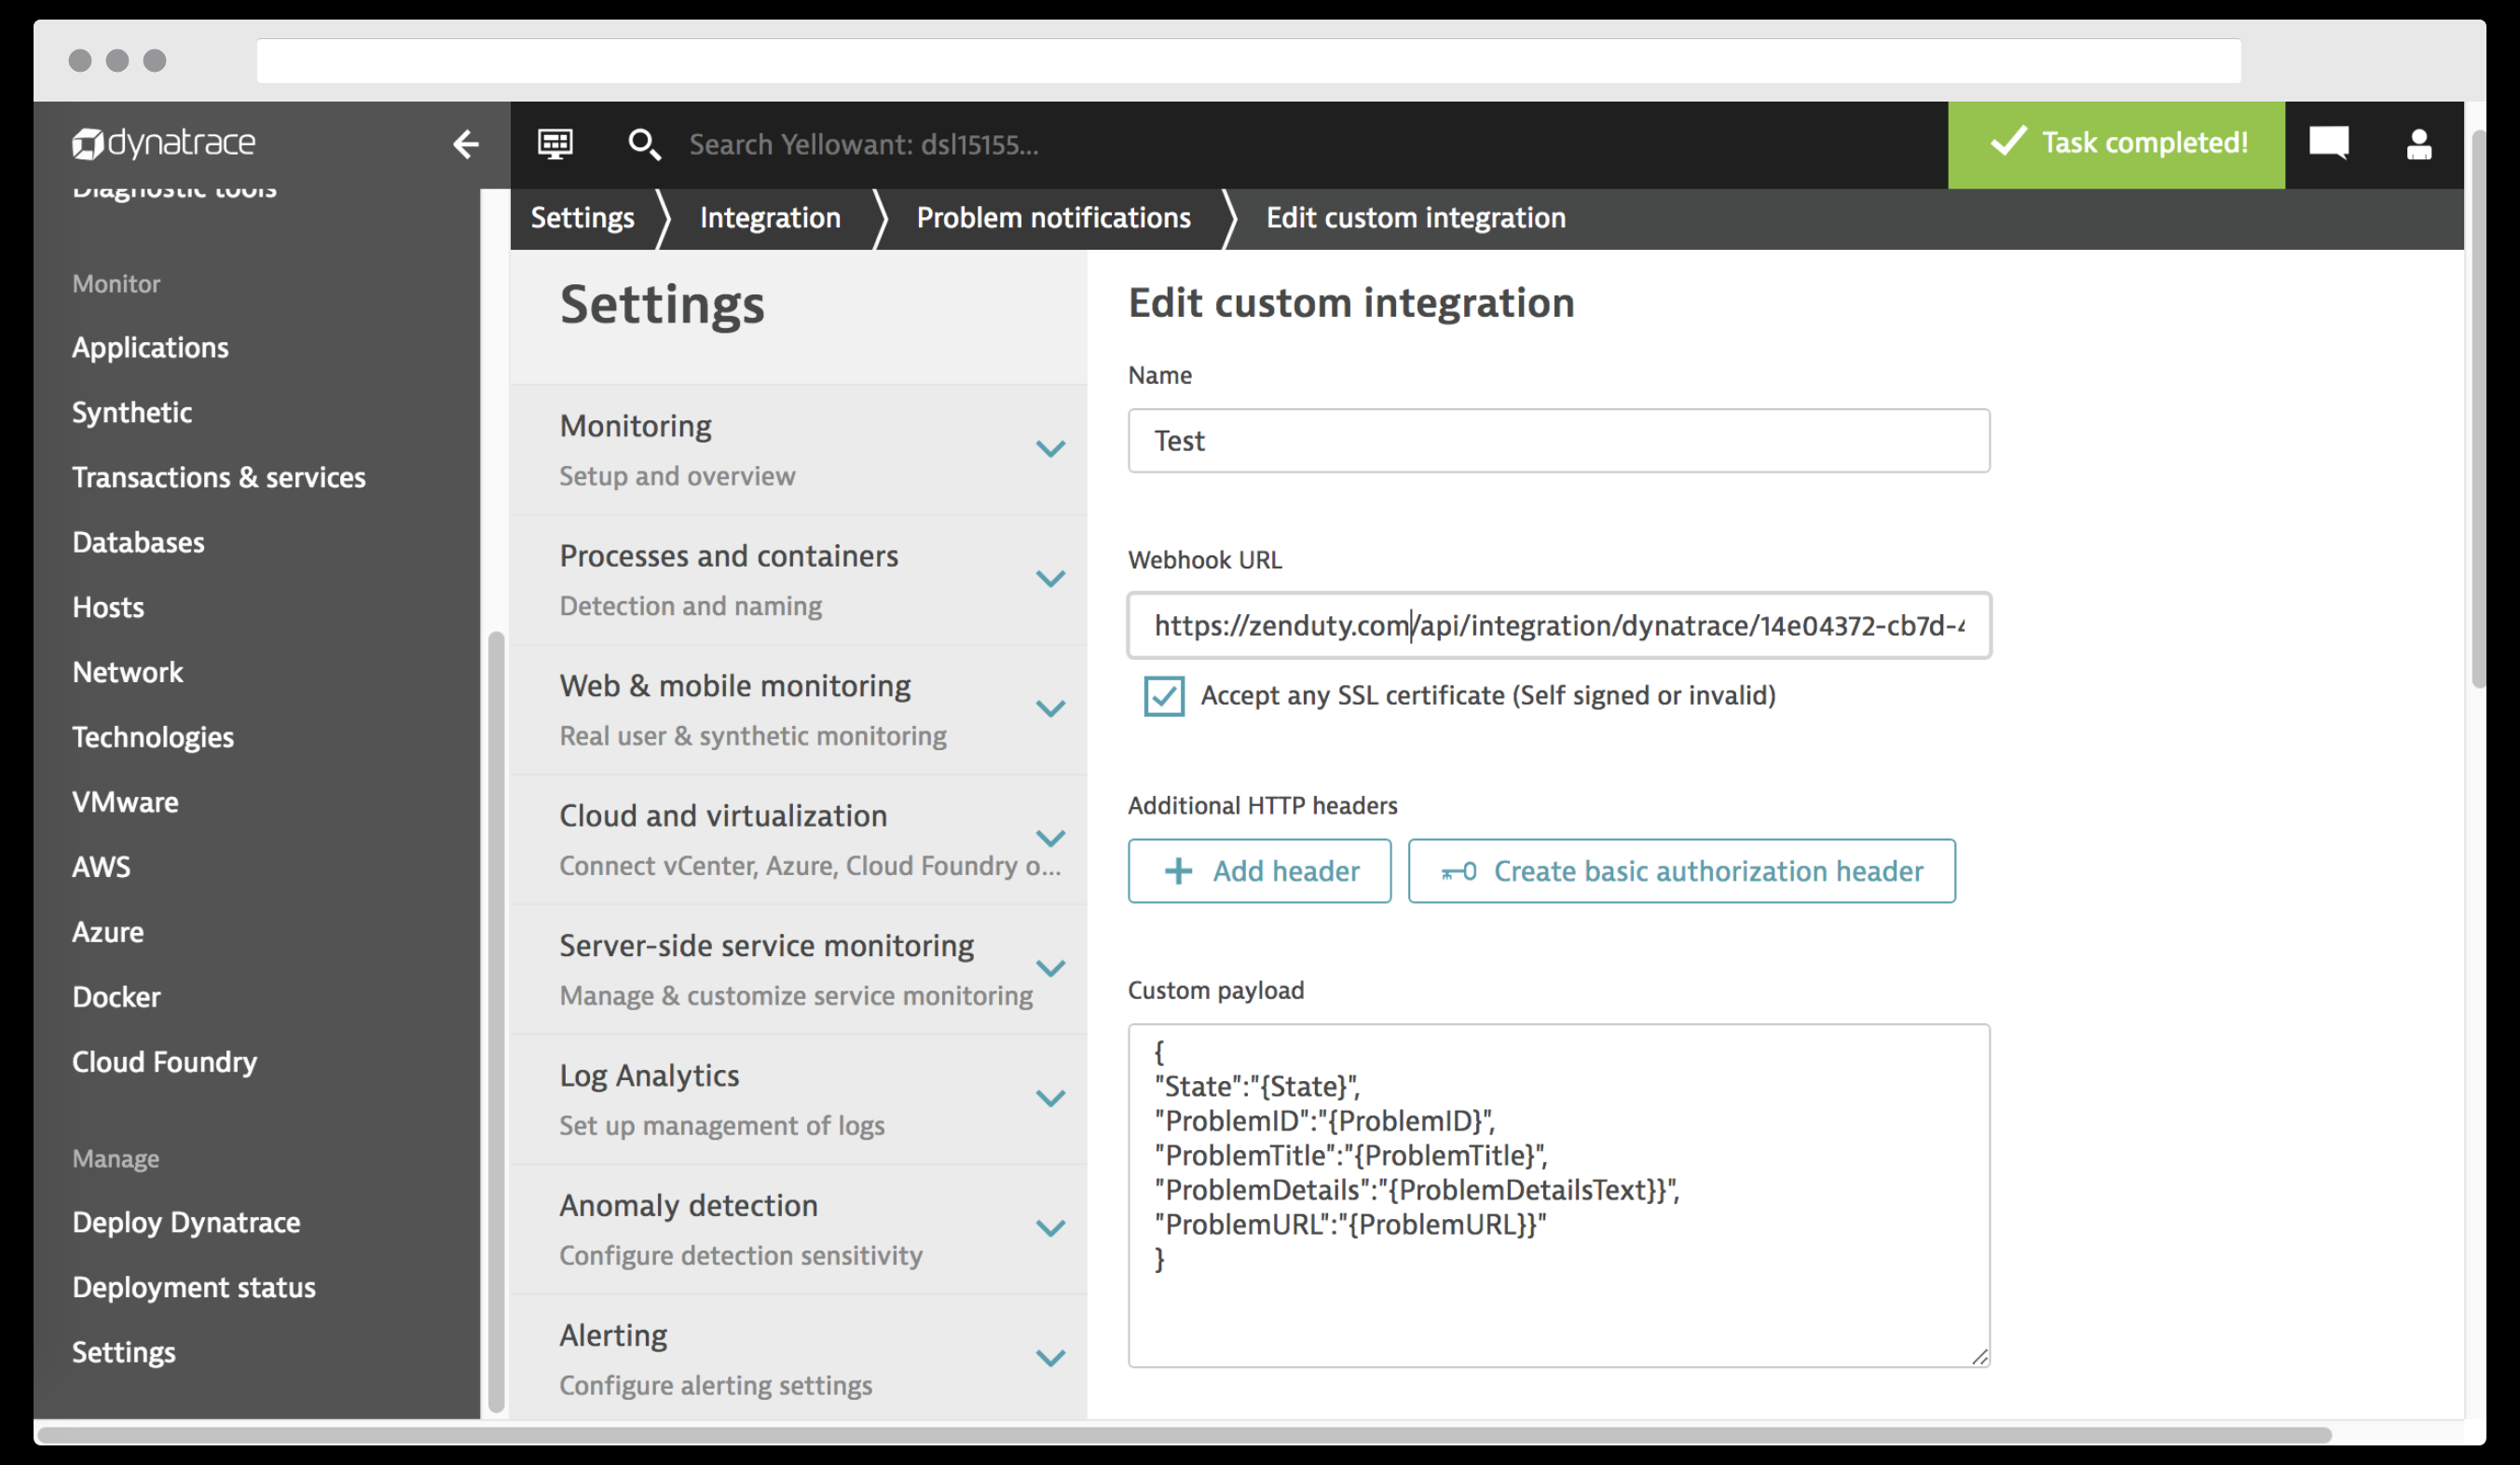 dynatrace
Search Yellowant: dsl15155...
Task completed!
Settings
Integration
Problem notifications
Edit custom integration
Diagnostic tools
Monitor
Applications
Synthetic
Transactions & services
Databases
Hosts
Network
Technologies
VMware
AWS
Azure
Docker
Cloud Foundry
Manage
Deploy Dynatrace
Deployment status
Settings
Settings
Monitoring
Setup and overview
Processes and containers
Detection and naming
Web & mobile monitoring
Real user & synthetic monitoring
Cloud and virtualization
Connect vCenter, Azure, Cloud Foundry o...
Server-side service monitoring
Manage & customize service monitoring
Log Analytics
Set up management of logs
Anomaly detection
Configure detection sensitivity
Alerting
Configure alerting settings
Edit custom integration
Name
Test
Webhook URL
https://zenduty.com/api/integration/dynatrace/14e04372-cb7d-4
Accept any SSL certificate (Self signed or invalid)
Additional HTTP headers
Add header
Create basic authorization header
Custom payload
{
"State":"{State}",
"ProblemID":"{ProblemID}",
"ProblemTitle":"{ProblemTitle}",
"ProblemDetails":"{ProblemDetailsText}}",
"ProblemURL":"{ProblemURL}}"
}